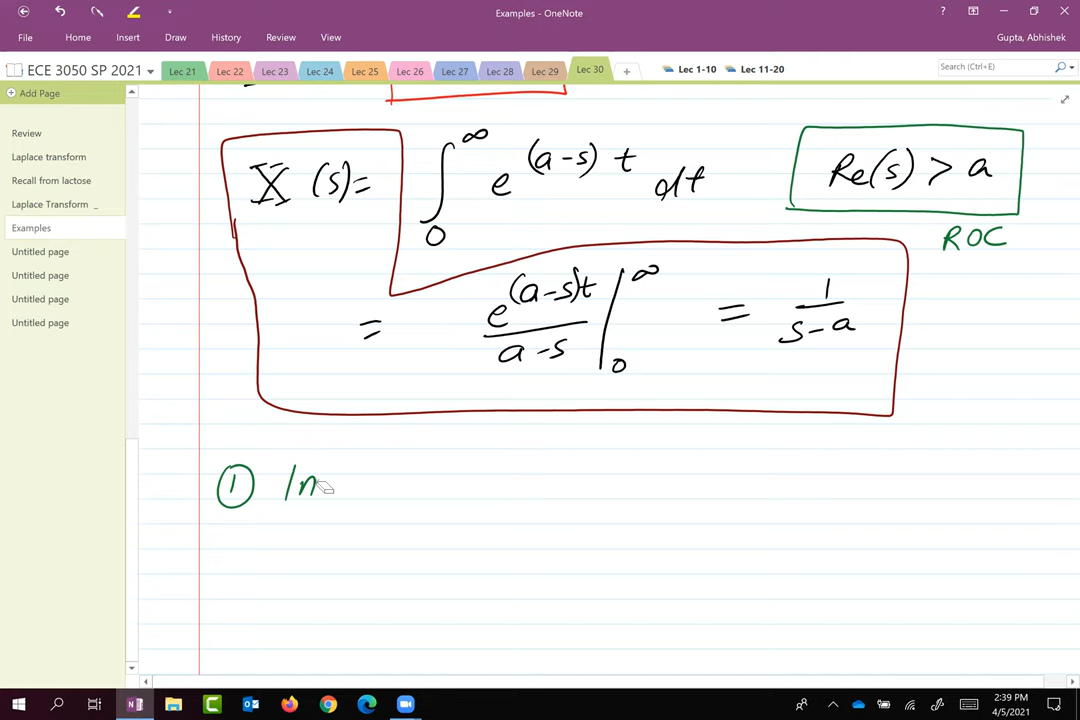 Examples - OneNote
?
Gupta, Abhishek
File Home Insert Draw History Review View
ECE 3050 SP 2021
Lec 21 Lec 22 Lec 23 Lec 24 Lec 25 Lec 26 Lec 27 Lec 28 Lec 29 Lec 30 + Lec 1-10 Lec 11-20
Search (Ctrl+E)
Add Page
Review
Laplace transform
Recall from lactose
Laplace Transform _
Examples
Untitled page
Untitled page
Untitled page
Untitled page
X(s)= ∫₀^∞ e^(a-s)t dt
Re(s) > a
ROC
= e^(a-s)t / a-s |₀^∞ = 1/s-a
① In
2:39 PM
4/5/2021